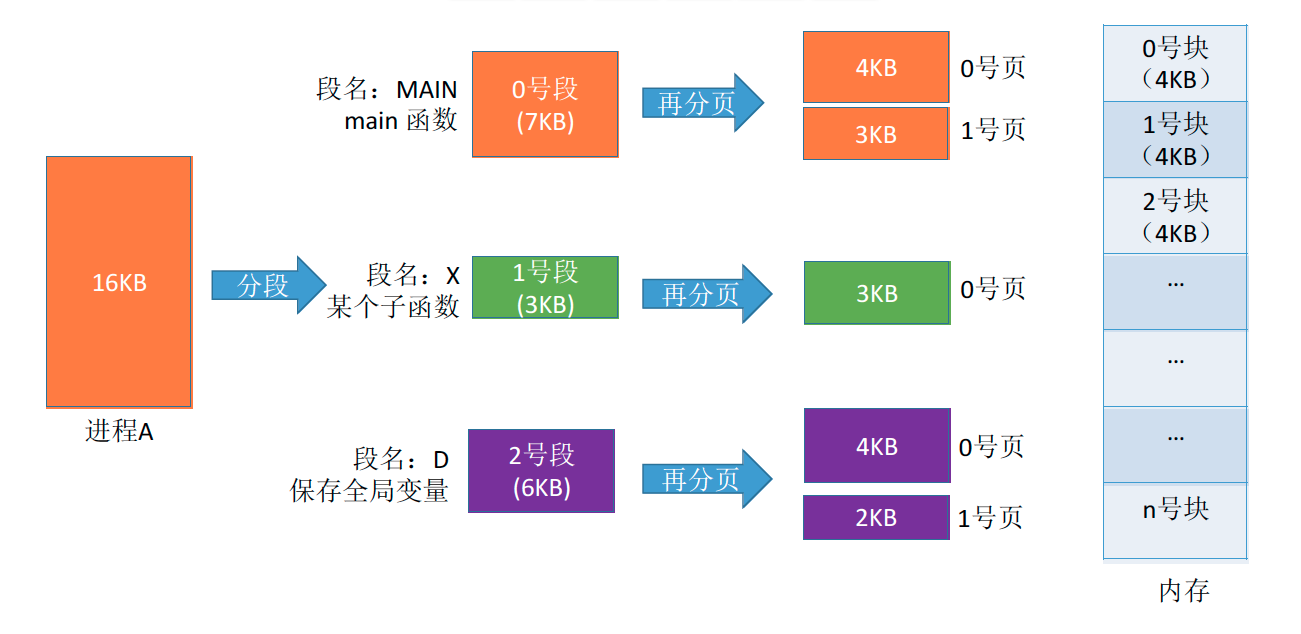 16KB
进程A
分段
段名：MAIN
main 函数
0号段
(7KB)
再分页
4KB
0号页
3KB
1号页
段名：X
某个子函数
1号段
(3KB)
再分页
3KB
0号页
段名：D
保存全局变量
2号段
(6KB)
再分页
4KB
0号页
2KB
1号页
0号块
（4KB）
1号块
（4KB）
2号块
（4KB）
...
...
...
n号块
内存